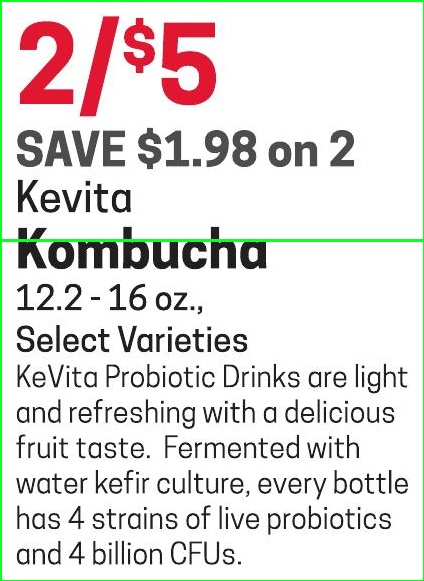 2/$5
SAVE $1.98 on 2
Kevita
Kombucha
12.2 - 16 oz.,
Select Varieties
KeVita Probiotic Drinks are light
and refreshing with a delicious
fruit taste. Fermented with
water kefir culture, every bottle
has 4 strains of live probiotics
and 4 billion CFUs.